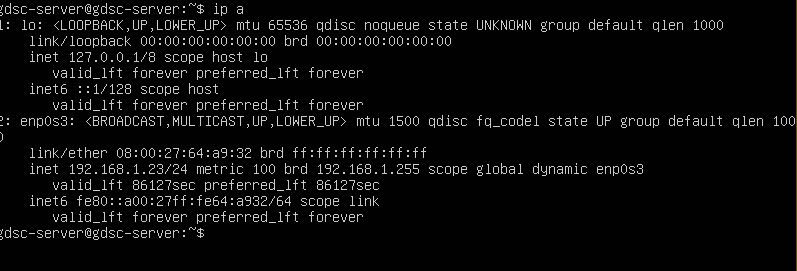 gdsc-server@gdsc-server:~$ ip a
1: lo: <LOOPBACK,UP,LOWER_UP> mtu 65536 qdisc noqueue state UNKNOWN group default qlen 1000
    link/loopback 00:00:00:00:00:00 brd 00:00:00:00:00:00
    inet 127.0.0.1/8 scope host lo
       valid_lft forever preferred_lft forever
    inet6 ::1/128 scope host
       valid_lft forever preferred_lft forever
2: enp0s3: <BROADCAST,MULTICAST,UP,LOWER_UP> mtu 1500 qdisc fq_codel state UP group default qlen 100
0
    link/ether 08:00:27:64:a9:32 brd ff:ff:ff:ff:ff:ff
    inet 192.168.1.23/24 metric 100 brd 192.168.1.255 scope global dynamic enp0s3
       valid_lft 86127sec preferred_lft 86127sec
    inet6 fe80::a00:27ff:fe64:a932/64 scope link
       valid_lft forever preferred_lft forever
gdsc-server@gdsc-server:~$